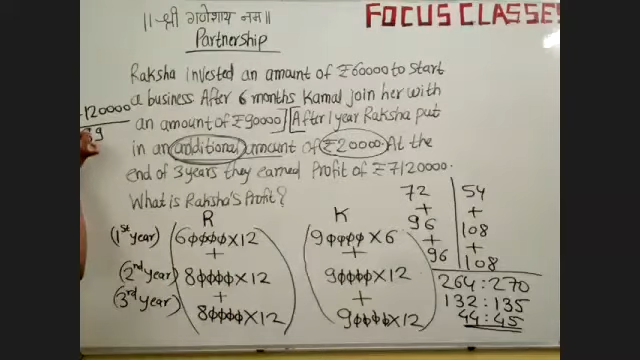 ॥श्री गणेशाय नम॥
FOCUS CLASSES
Partnership
Raksha invested an amount of ₹60000 to start
a business After 6 months Kamal join her with
an amount of ₹90000 [After 1 year Raksha put
in an additional amount of ₹20000. At the
end of 3 years they earned Profit of ₹7120000.
What is Raksha's Profit?
120000
R K
(1st year) 60000×12 90000×6
+ +
(2nd year) 80000×12 90000×12
+ +
(3rd year) 80000×12 90000×12
72 54
+ +
96 108
+ +
96 108
264:270
132:135
44:45